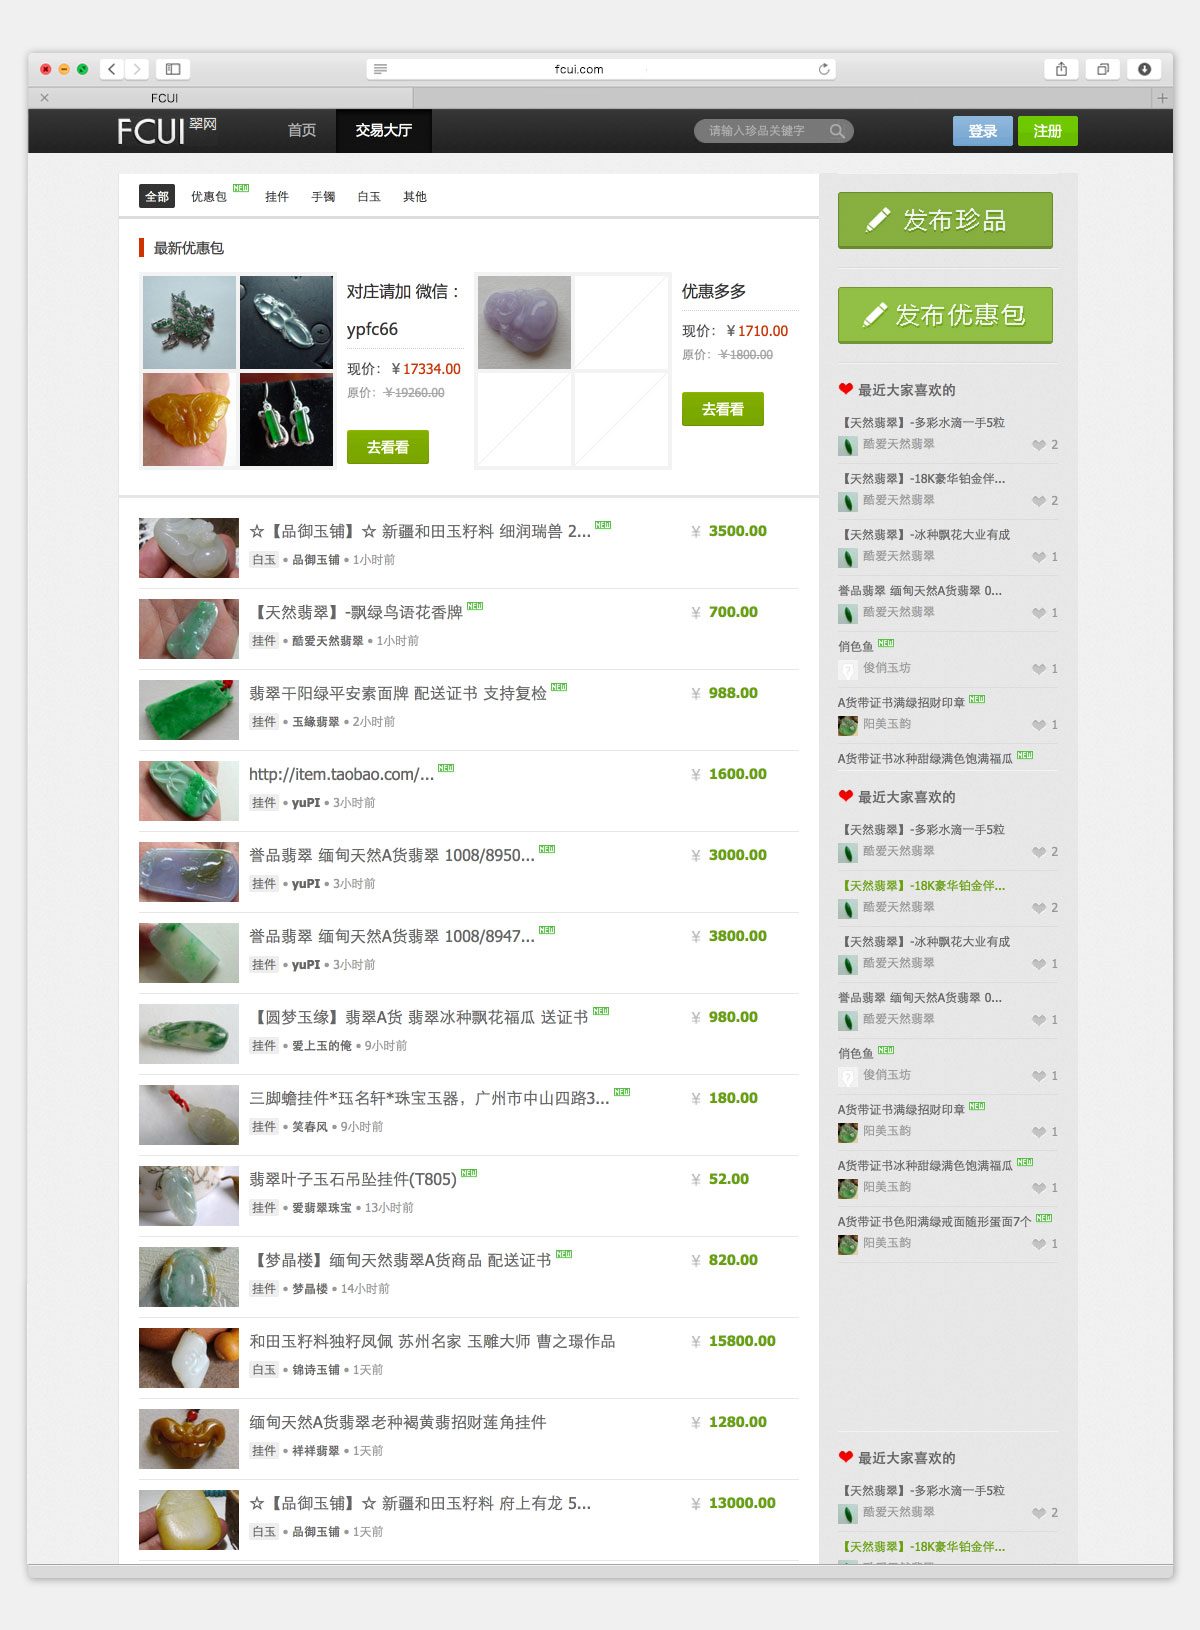 fcui.com
FCUI
FCUI 翠网
首页
交易大厅
请输入珍品关键字
登录
注册
全部
优惠包 NEW
挂件
手镯
白玉
其他
最新优惠包
对庄请加 微信：
ypfc66
现价：￥17334.00
原价：￥19260.00
去看看
优惠多多
现价：￥1710.00
原价：￥1800.00
去看看
☆【品御玉铺】☆ 新疆和田玉籽料 细润瑞兽 2... NEW
￥ 3500.00
白玉 • 品御玉铺 • 1小时前
【天然翡翠】-飘绿鸟语花香牌 NEW
￥ 700.00
挂件 • 酷爱天然翡翠 • 1小时前
翡翠干阳绿平安素面牌 配送证书 支持复检 NEW
￥ 988.00
挂件 • 玉緣翡翠 • 2小时前
http://item.taobao.com/... NEW
￥ 1600.00
挂件 • yuPI • 3小时前
誉品翡翠 缅甸天然A货翡翠 1008/8950... NEW
￥ 3000.00
挂件 • yuPI • 3小时前
誉品翡翠 缅甸天然A货翡翠 1008/8947... NEW
￥ 3800.00
挂件 • yuPI • 3小时前
【圆梦玉缘】翡翠A货 翡翠冰种飘花福瓜 送证书 NEW
￥ 980.00
挂件 • 爱上玉的俺 • 9小时前
三脚蟾挂件*珏名轩*珠宝玉器，广州市中山四路3... NEW
￥ 180.00
挂件 • 笑春风 • 9小时前
翡翠叶子玉石吊坠挂件(T805) NEW
￥ 52.00
挂件 • 爱翡翠珠宝 • 13小时前
【梦晶楼】缅甸天然翡翠A货商品 配送证书 NEW
￥ 820.00
挂件 • 梦晶楼 • 14小时前
和田玉籽料独籽凤佩 苏州名家 玉雕大师 曹之璟作品
￥ 15800.00
白玉 • 锦诗玉铺 • 1天前
缅甸天然A货翡翠老种褐黄翡招财莲角挂件
￥ 1280.00
挂件 • 祥祥翡翠 • 1天前
☆【品御玉铺】☆ 新疆和田玉籽料 府上有龙 5...
￥ 13000.00
白玉 • 品御玉铺 • 1天前
发布珍品
发布优惠包
最近大家喜欢的
【天然翡翠】-多彩水滴一手5粒
酷爱天然翡翠 2
【天然翡翠】-18K豪华铂金伴...
酷爱天然翡翠 2
【天然翡翠】-冰种飘花大业有成
酷爱天然翡翠 1
誉品翡翠 缅甸天然A货翡翠 0...
酷爱天然翡翠 1
俏色鱼 NEW
俊俏玉坊 1
A货带证书满绿招财印章 NEW
阳美玉韵 1
A货带证书冰种甜绿满色饱满福瓜 NEW
最近大家喜欢的
【天然翡翠】-多彩水滴一手5粒
酷爱天然翡翠 2
【天然翡翠】-18K豪华铂金伴...
酷爱天然翡翠 2
【天然翡翠】-冰种飘花大业有成
酷爱天然翡翠 1
誉品翡翠 缅甸天然A货翡翠 0...
酷爱天然翡翠 1
俏色鱼 NEW
俊俏玉坊 1
A货带证书满绿招财印章 NEW
阳美玉韵 1
A货带证书冰种甜绿满色饱满福瓜 NEW
阳美玉韵 1
A货带证书色阳满绿戒面随形蛋面7个 NEW
阳美玉韵 1
最近大家喜欢的
【天然翡翠】-多彩水滴一手5粒
酷爱天然翡翠 2
【天然翡翠】-18K豪华铂金伴...